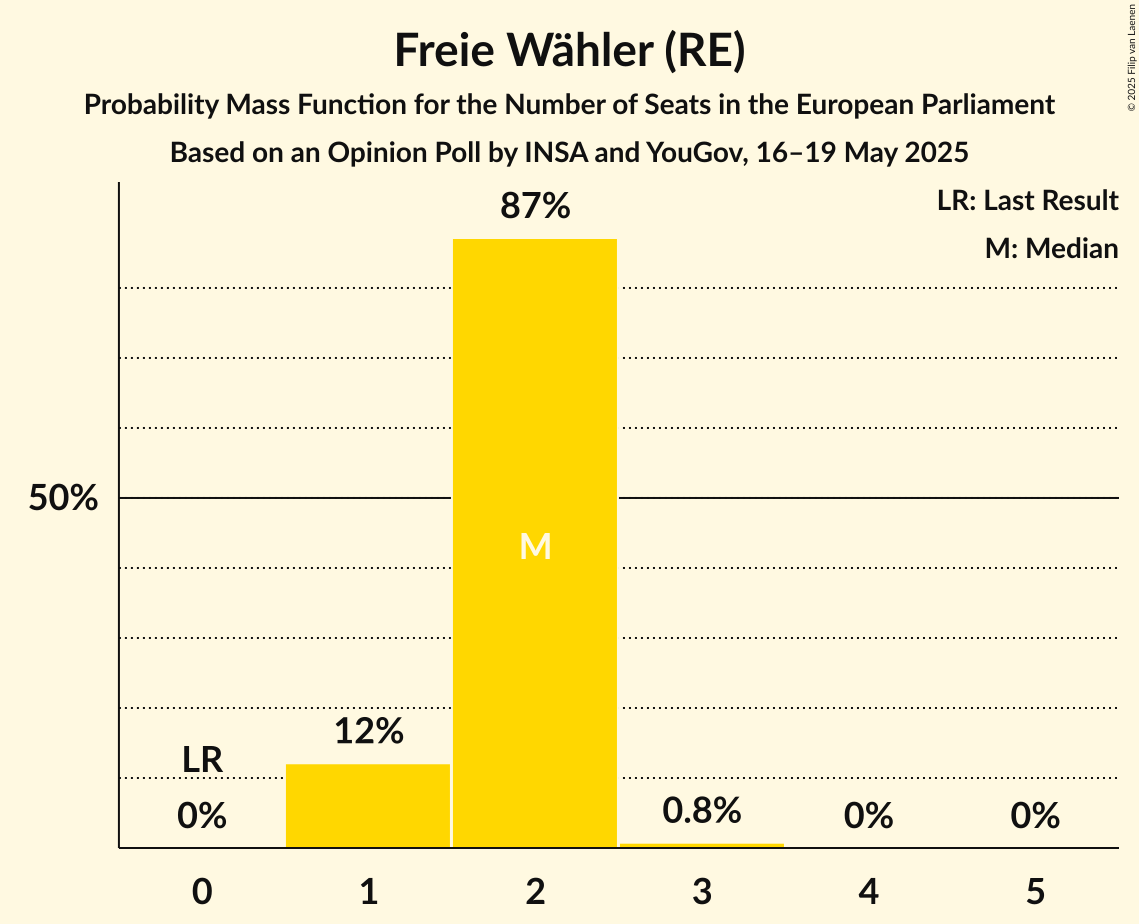 Freie Wähler (RE)
Probability Mass Function for the Number of Seats in the European Parliament
Based on an Opinion Poll by INSA and YouGov, 16–19 May 2025
© 2025 Filip van Laenen
LR: Last Result
M: Median
87%
50%
M
12%
LR
0%
0.8%
0%
0%
0 1 2 3 4 5